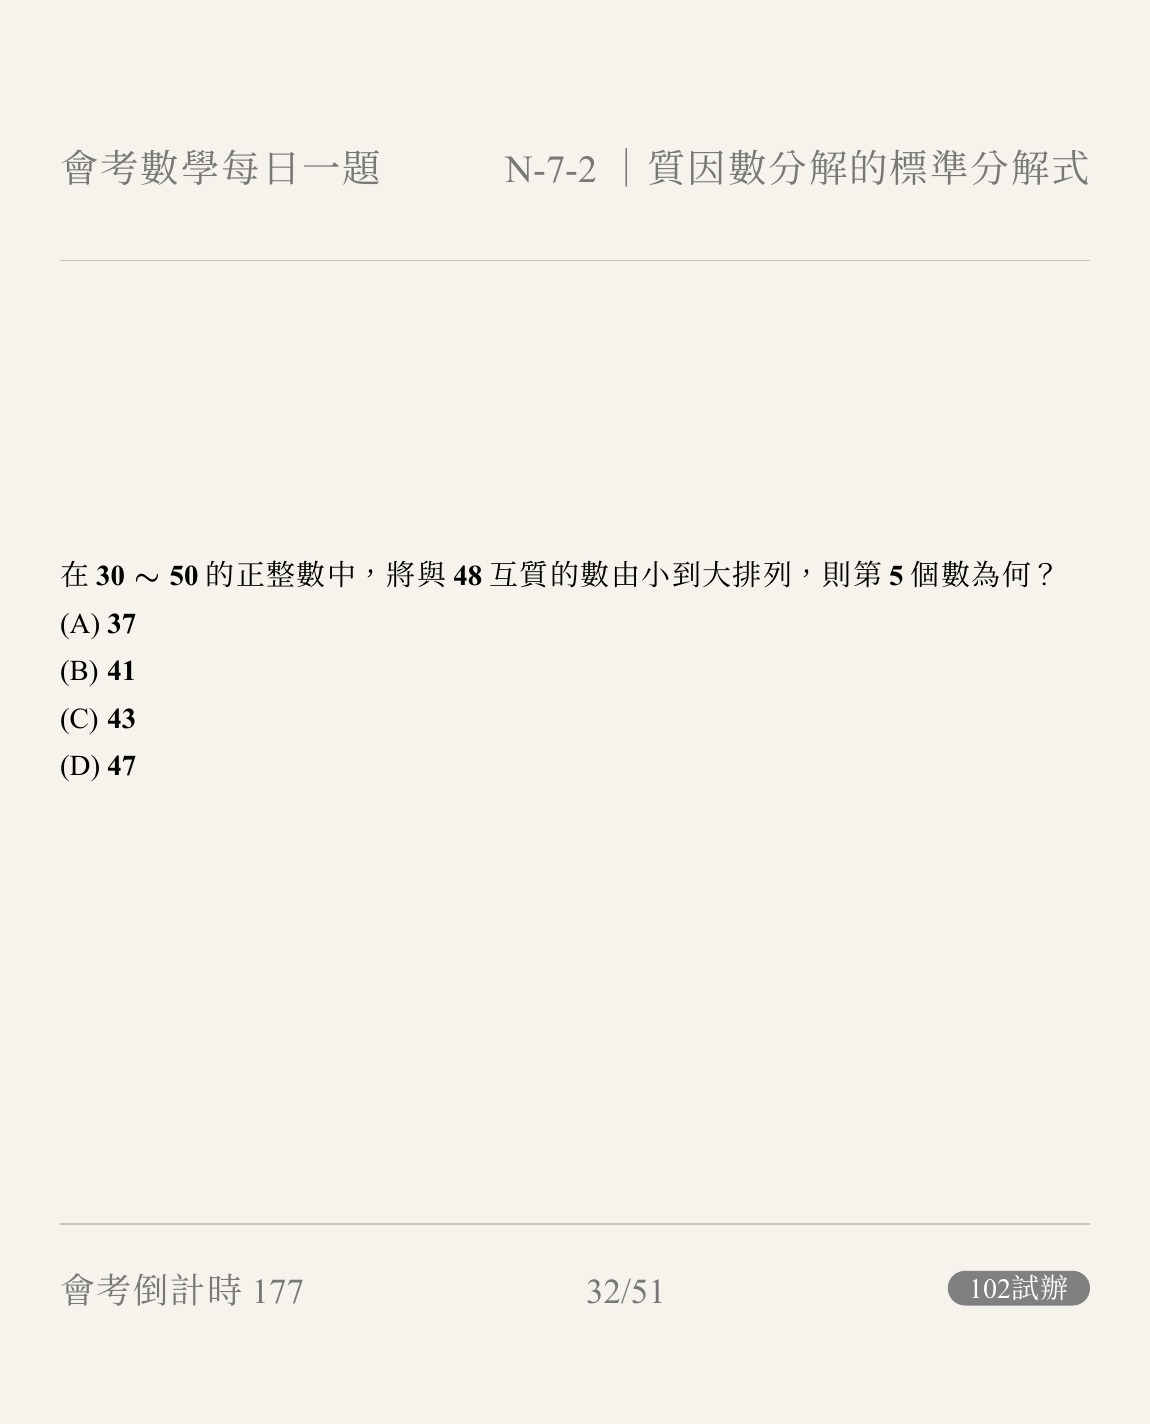 會考數學每日一題
N-7-2 ｜質因數分解的標準分解式
在 30 ～ 50 的正整數中，將與 48 互質的數由小到大排列，則第 5 個數為何？
(A) 37
(B) 41
(C) 43
(D) 47
會考倒計時 177
32/51
102試辦